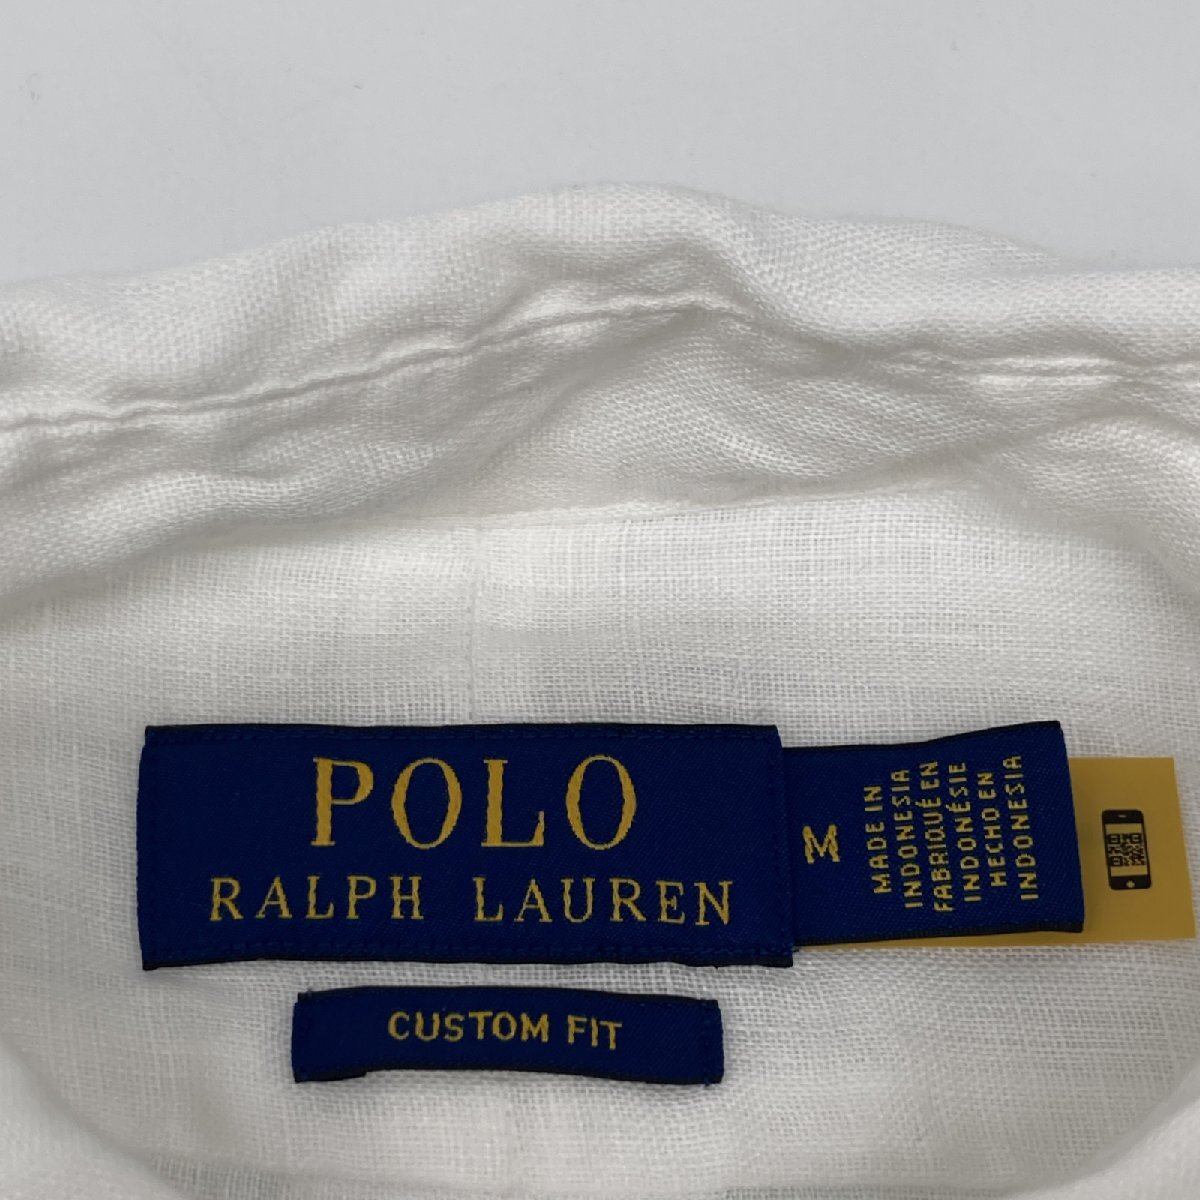 POLO
RALPH LAUREN
M
MADE IN
INDONESIA
FABRIQUÉ EN
INDONÉSIE
HECHO EN
INDONESIA
CUSTOM FIT